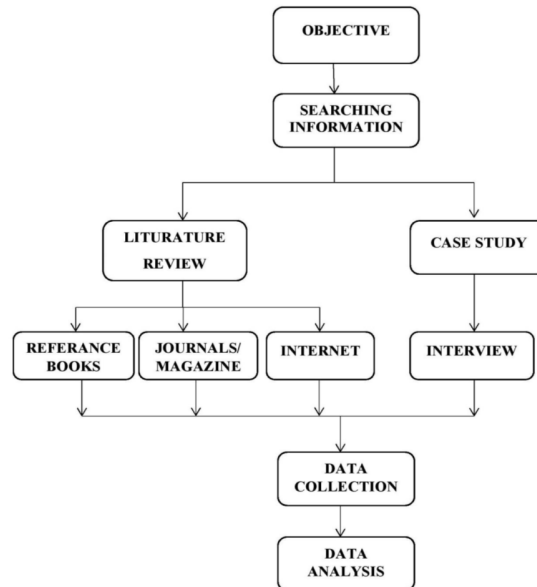 OBJECTIVE
SEARCHING
INFORMATION
LITURATURE
REVIEW
CASE STUDY
REFERANCE
BOOKS
JOURNALS/
MAGAZINE
INTERNET
INTERVIEW
DATA
COLLECTION
DATA
ANALYSIS